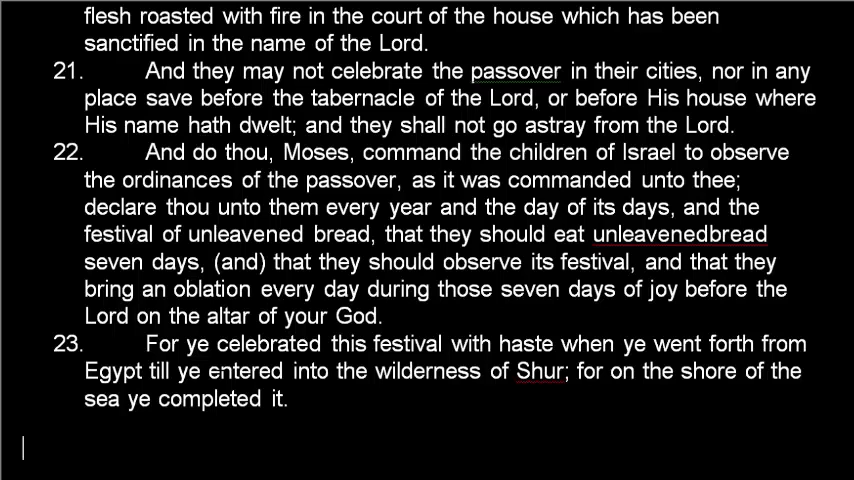 flesh roasted with fire in the court of the house which has been
sanctified in the name of the Lord.
21. And they may not celebrate the passover in their cities, nor in any
place save before the tabernacle of the Lord, or before His house where
His name hath dwelt; and they shall not go astray from the Lord.
22. And do thou, Moses, command the children of Israel to observe
the ordinances of the passover, as it was commanded unto thee;
declare thou unto them every year and the day of its days, and the
festival of unleavened bread, that they should eat unleavenedbread
seven days, (and) that they should observe its festival, and that they
bring an oblation every day during those seven days of joy before the
Lord on the altar of your God.
23. For ye celebrated this festival with haste when ye went forth from
Egypt till ye entered into the wilderness of Shur; for on the shore of the
sea ye completed it.